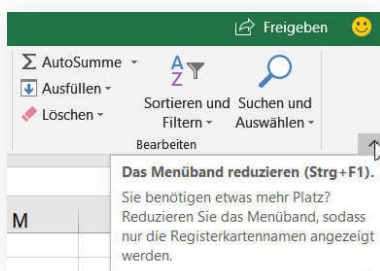 Freigeben
AutoSumme
Ausfüllen
Löschen
A
Z
Sortieren und
Filtern
Suchen und
Auswählen
Bearbeiten
Das Menüband reduzieren (Strg+F1).
Sie benötigen etwas mehr Platz?
Reduzieren Sie das Menüband, sodass
nur die Registerkartennamen angezeigt
werden.
M